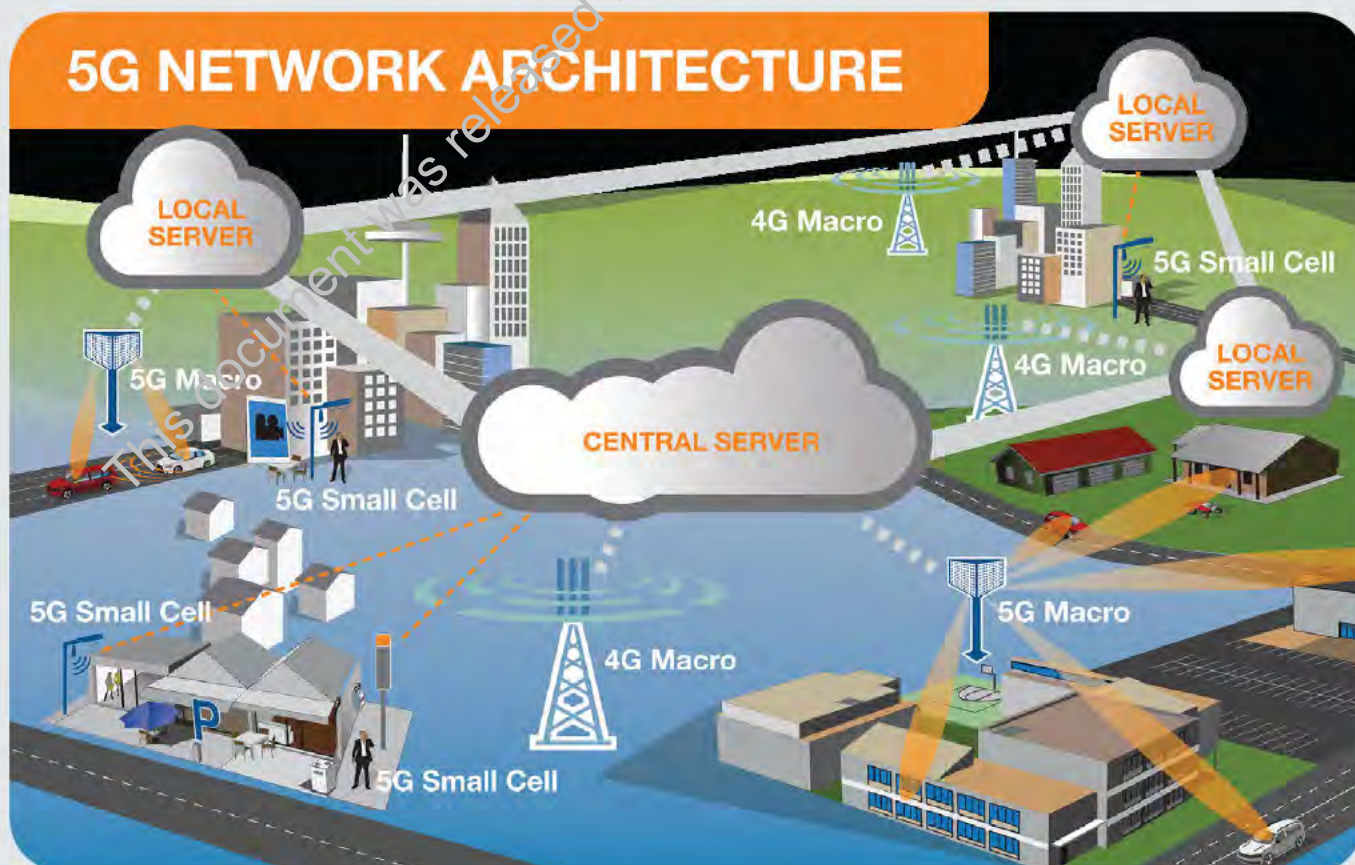 5G NETWORK ARCHITECTURE
This document was released
LOCAL
SERVER
LOCAL
SERVER
4G Macro
5G Small Cell
5G Macro
4G Macro
LOCAL
SERVER
CENTRAL SERVER
5G Small Cell
5G Small Cell
5G Macro
4G Macro
P
5G Small Cell